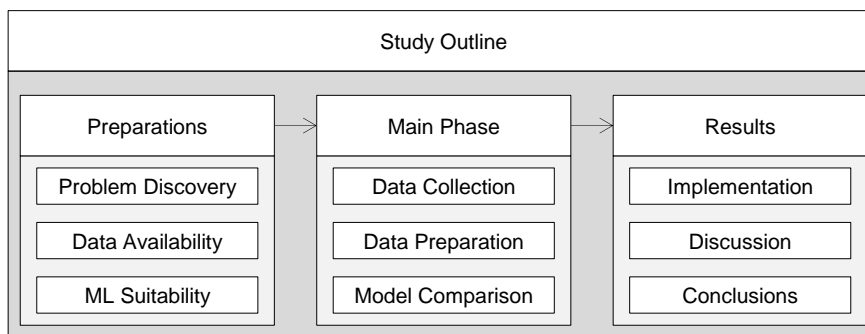 Study Outline
Preparations
Problem Discovery
Data Availability
ML Suitability
Main Phase
Data Collection
Data Preparation
Model Comparison
Results
Implementation
Discussion
Conclusions